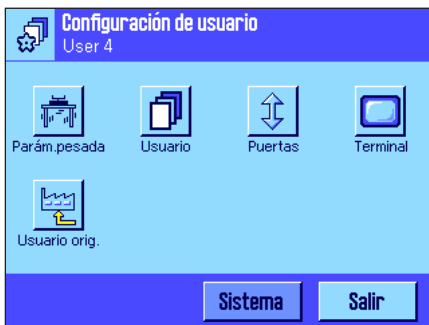 Configuración de usuario
User 4
Parám.pesada
Usuario
Puertas
Terminal
Usuario orig.
Sistema
Salir